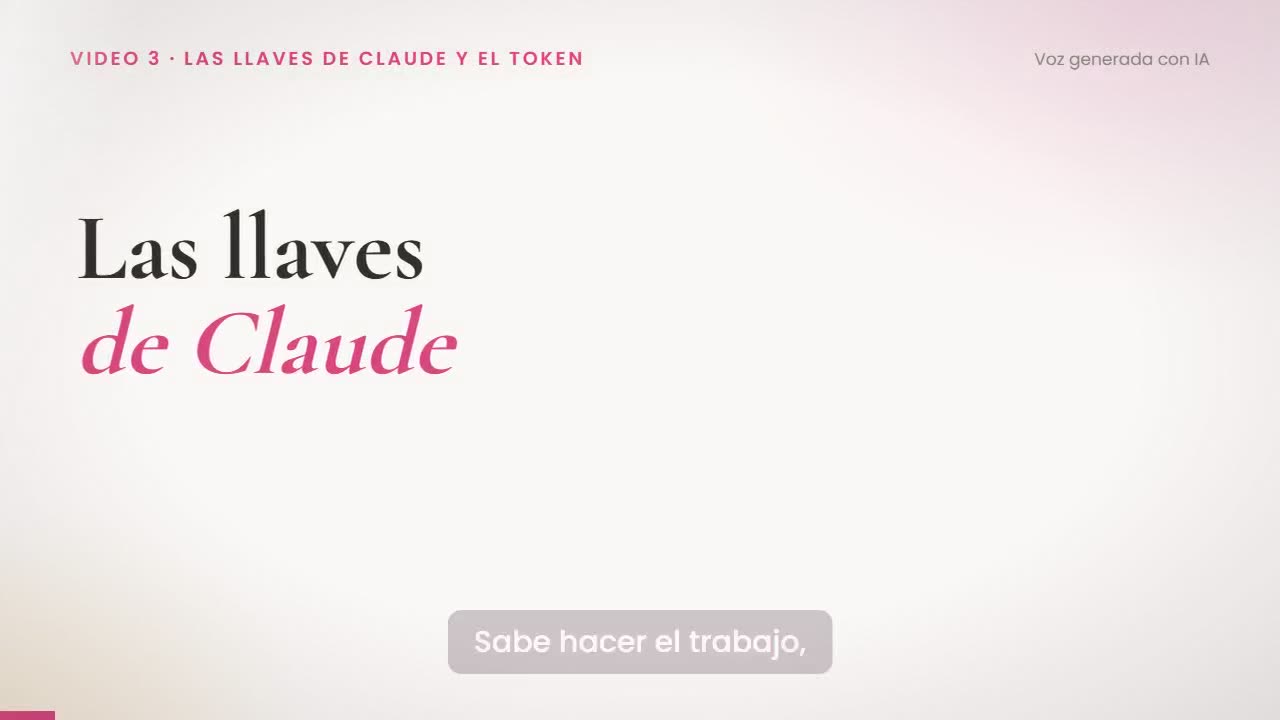 VIDEO 3 · LAS LLAVES DE CLAUDE Y EL TOKEN
Voz generada con IA
Las llaves
de Claude
Sabe hacer el trabajo,